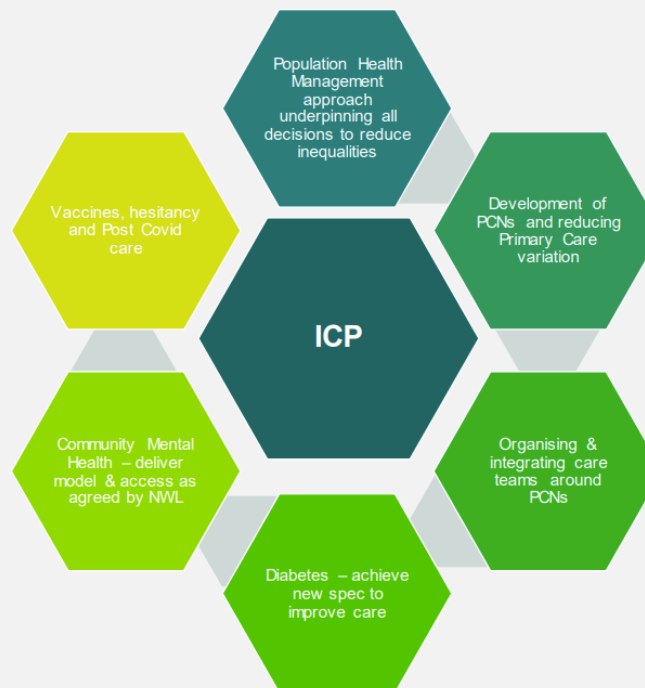 Population Health
Management
approach
underpinning all
decisions to reduce
inequalities
Development of
PCNs and reducing
Primary Care
variation
Organising &
integrating care
teams around
PCNs
Diabetes – achieve
new spec to
improve care
Community Mental
Health – deliver
model & access as
agreed by NWL
Vaccines, hesitancy
and Post Covid
care
ICP